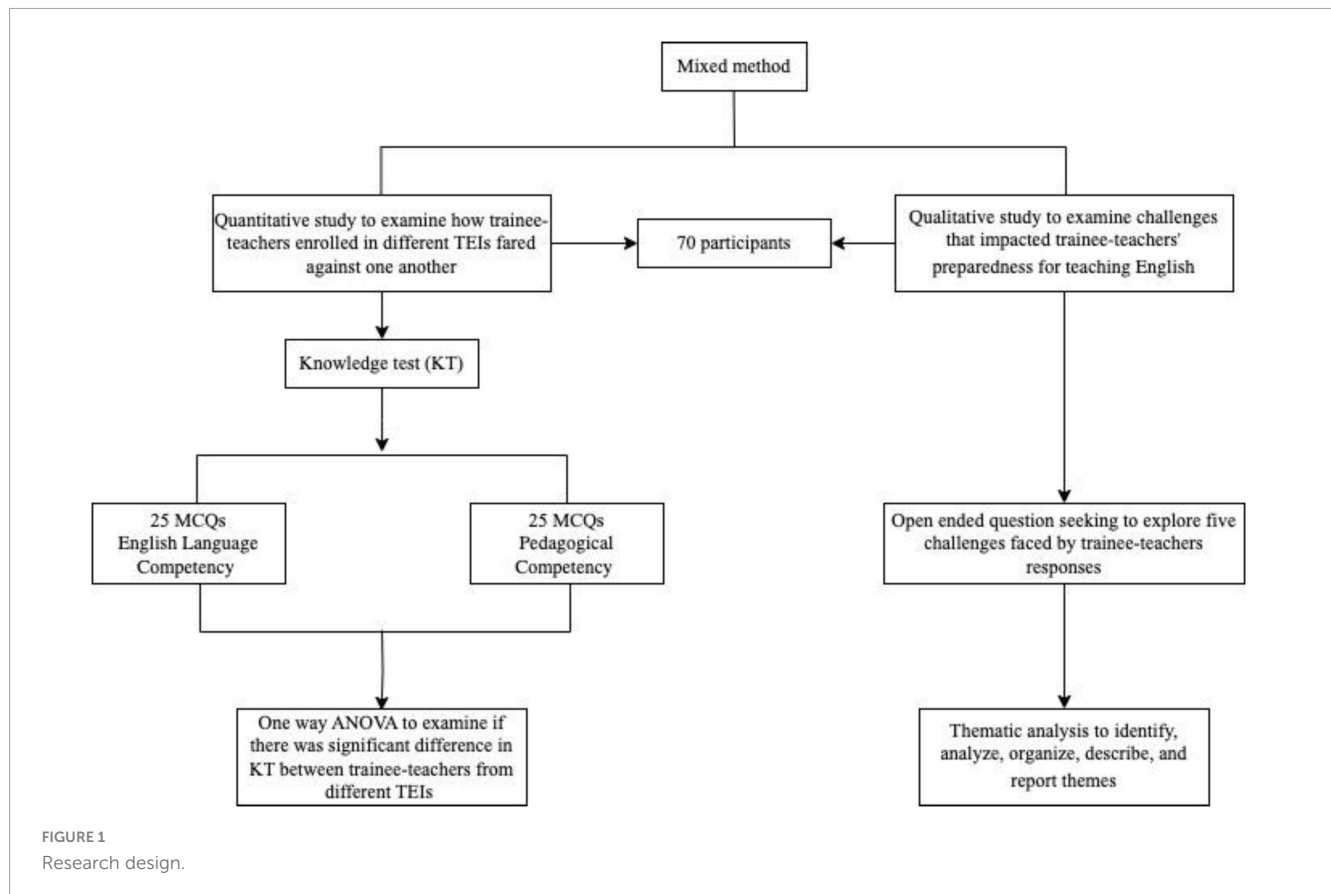 Mixed method
Quantitative study to examine how trainee-
teachers enrolled in different TEIs fared
against one another
70 participants
Qualitative study to examine challenges
that impacted trainee-teachers'
preparedness for teaching English
Knowledge test (KT)
25 MCQs
English Language
Competency
25 MCQs
Pedagogical
Competency
Open ended question seeking to explore five
challenges faced by trainee-teachers
responses
One way ANOVA to examine if
there was significant difference in
KT between trainee-teachers from
different TEIs
Thematic analysis to identify,
analyze, organize, describe, and
report themes
FIGURE 1
Research design.